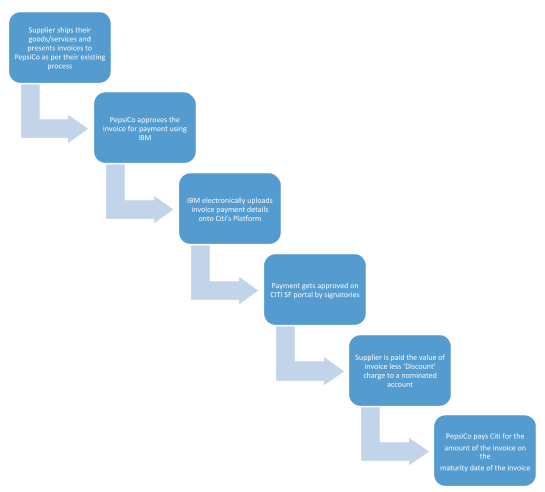 Supplier ships their
goods/services and
presents invoices to
PepsiCo as per their existing
process
PepsiCo approves the
invoice for payment using
IBM
IBM electronically uploads
invoice payment details
onto Citi's Platform
Payment gets approved on
CITI SF portal by signatories
Supplier is paid the value of
invoice less 'Discount'
charge to a nominated
account
PepsiCo pays Citi for the
amount of the invoice on
the
maturity date of the invoice